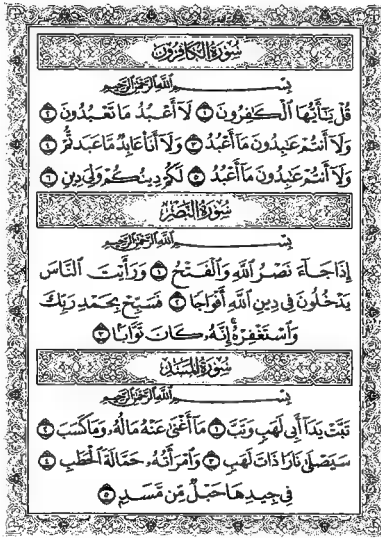 سُورَةُ الكَافِرُونَ
بِسْمِ ٱللَّهِ ٱلرَّحْمَٰنِ ٱلرَّحِيمِ
قُلْ يَٰٓأَيُّهَا ٱلْكَٰفِرُونَ ١ لَآ أَعْبُدُ مَا تَعْبُدُونَ ٢
وَلَآ أَنتُمْ عَٰبِدُونَ مَآ أَعْبُدُ ٣ وَلَآ أَنَا۠ عَابِدٌ مَّا عَبَدتُّمْ ٤
وَلَآ أَنتُمْ عَٰبِدُونَ مَآ أَعْبُدُ ٥ لَكُمْ دِينُكُمْ وَلِىَ دِينِ ٦
سُورَةُ النَّصْرِ
بِسْمِ ٱللَّهِ ٱلرَّحْمَٰنِ ٱلرَّحِيمِ
إِذَا جَآءَ نَصْرُ ٱللَّهِ وَٱلْفَتْحُ ١ وَرَأَيْتَ ٱلنَّاسَ
يَدْخُلُونَ فِى دِينِ ٱللَّهِ أَفْوَاجًا ٢ فَسَبِّحْ بِحَمْدِ رَبِّكَ
وَٱسْتَغْفِرْهُ ۚ إِنَّهُۥ كَانَ تَوَّابًۢا ٣
سُورَةُ المَسَدِ
بِسْمِ ٱللَّهِ ٱلرَّحْمَٰنِ ٱلرَّحِيمِ
تَبَّتْ يَدَآ أَبِى لَهَبٍ وَتَبَّ ١ مَآ أَغْنَىٰ عَنْهُ مَالُهُۥ وَمَا كَسَبَ ٢
سَيَصْلَىٰ نَارًا ذَاتَ لَهَبٍ ٣ وَٱمْرَأَتُهُۥ حَمَّالَةَ ٱلْحَطَبِ ٤
فِى جِيدِهَا حَبْلٌ مِّن مَّسَدٍۭ ٥